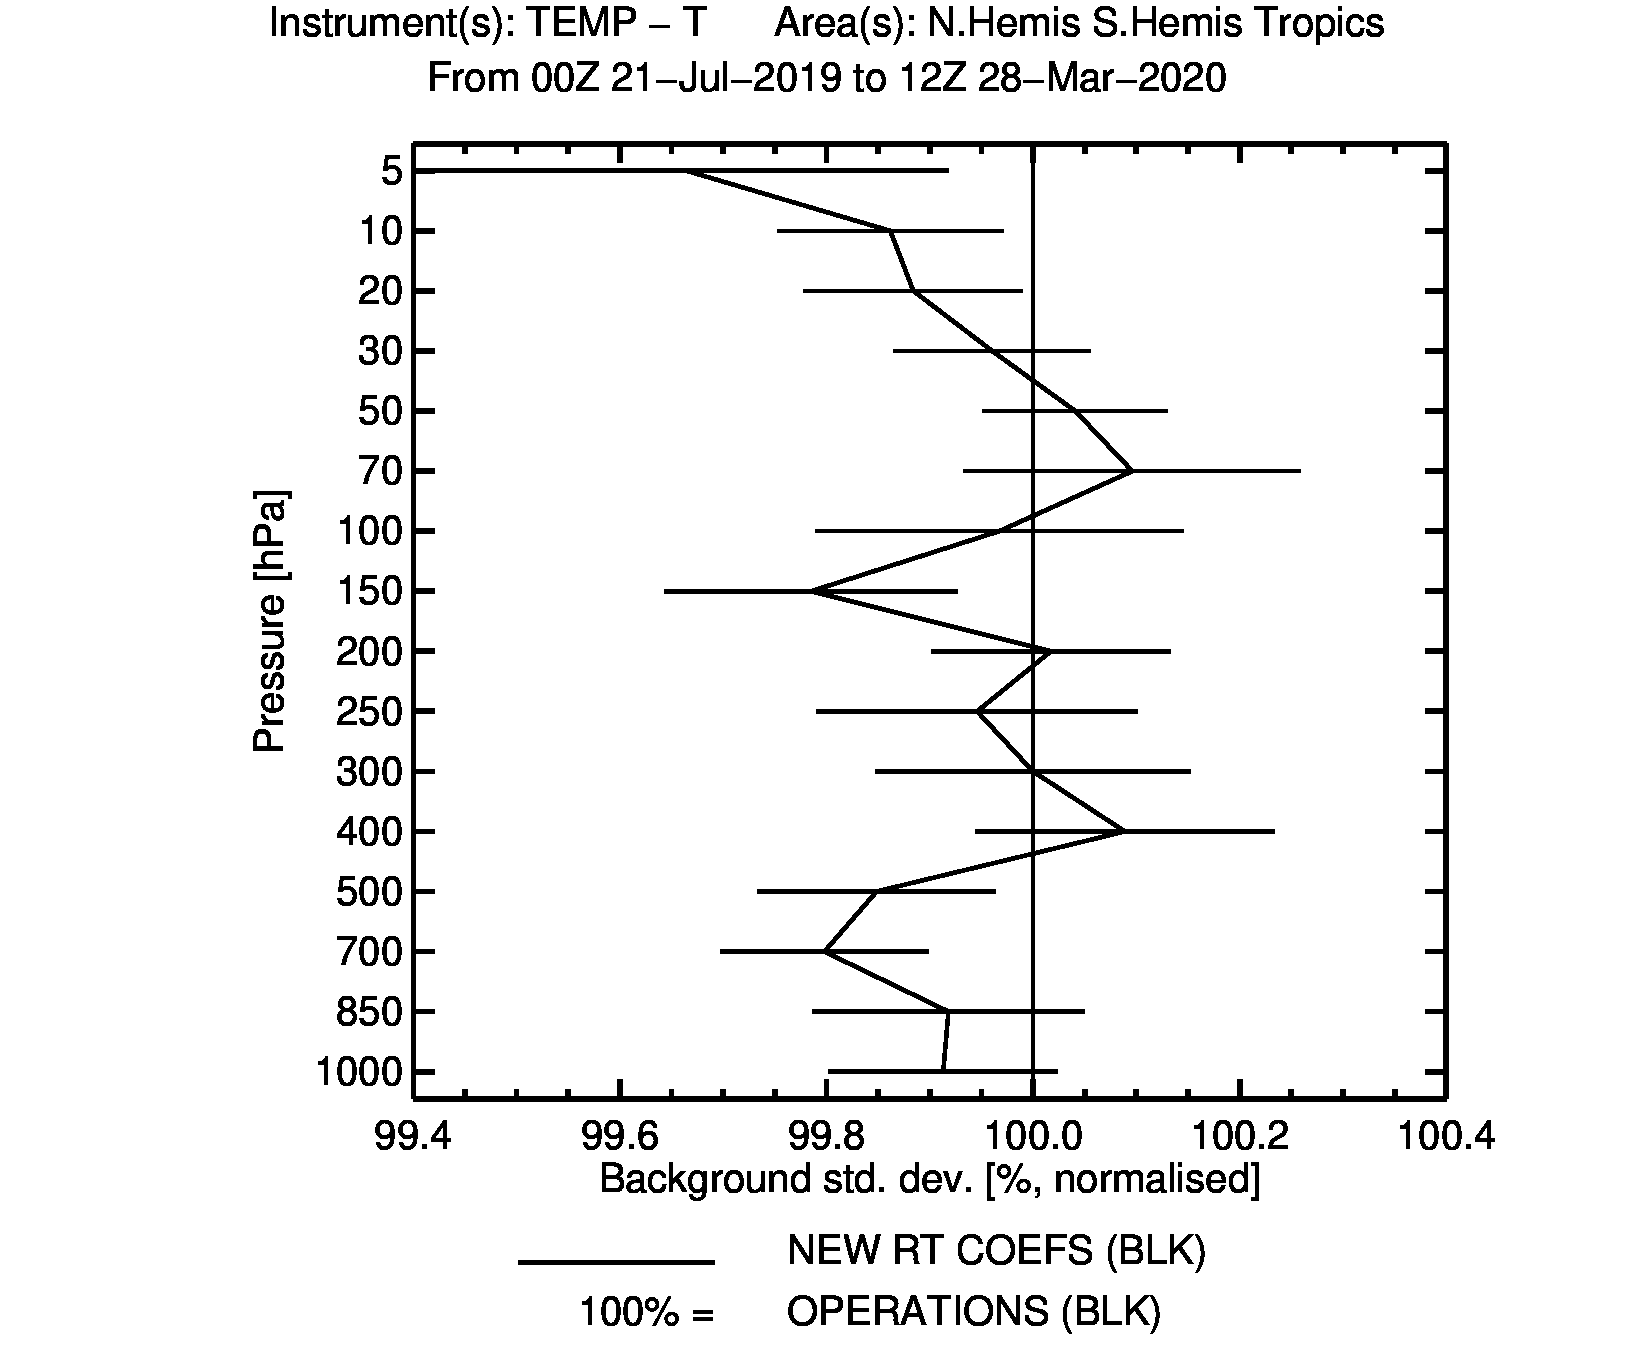 Instrument(s): TEMP − T Area(s): N.Hemis S.Hemis Tropics
From 00Z 21−Jul−2019 to 12Z 28−Mar−2020
5
10
20
30
50
70
100
150
200
250
300
400
500
700
850
1000
Pressure [hPa]
99.4 99.6 99.8 100.0 100.2 100.4
Background std. dev. [%, normalised]
NEW RT COEFS (BLK)
100% = OPERATIONS (BLK)